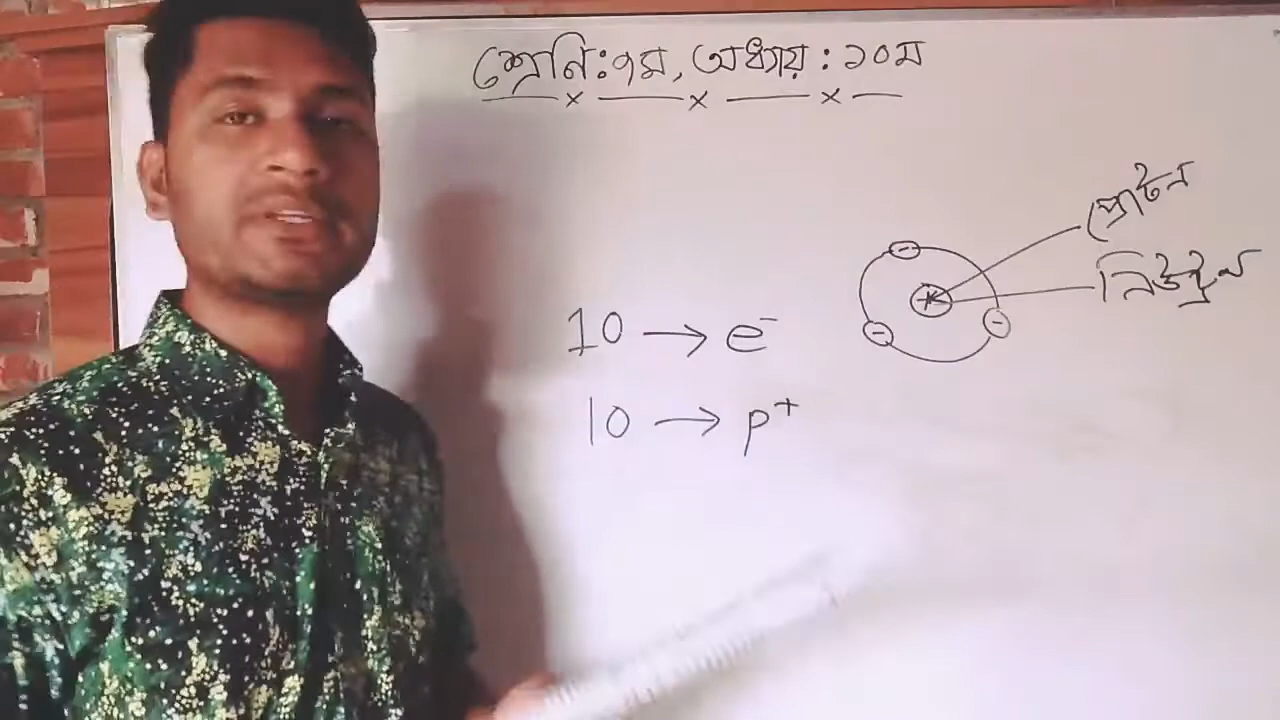 শ্রেনি: ৭ম, অধ্যায় : ১০ম
প্রোটন
নিউট্রন
10 → e⁻
10 → p⁺